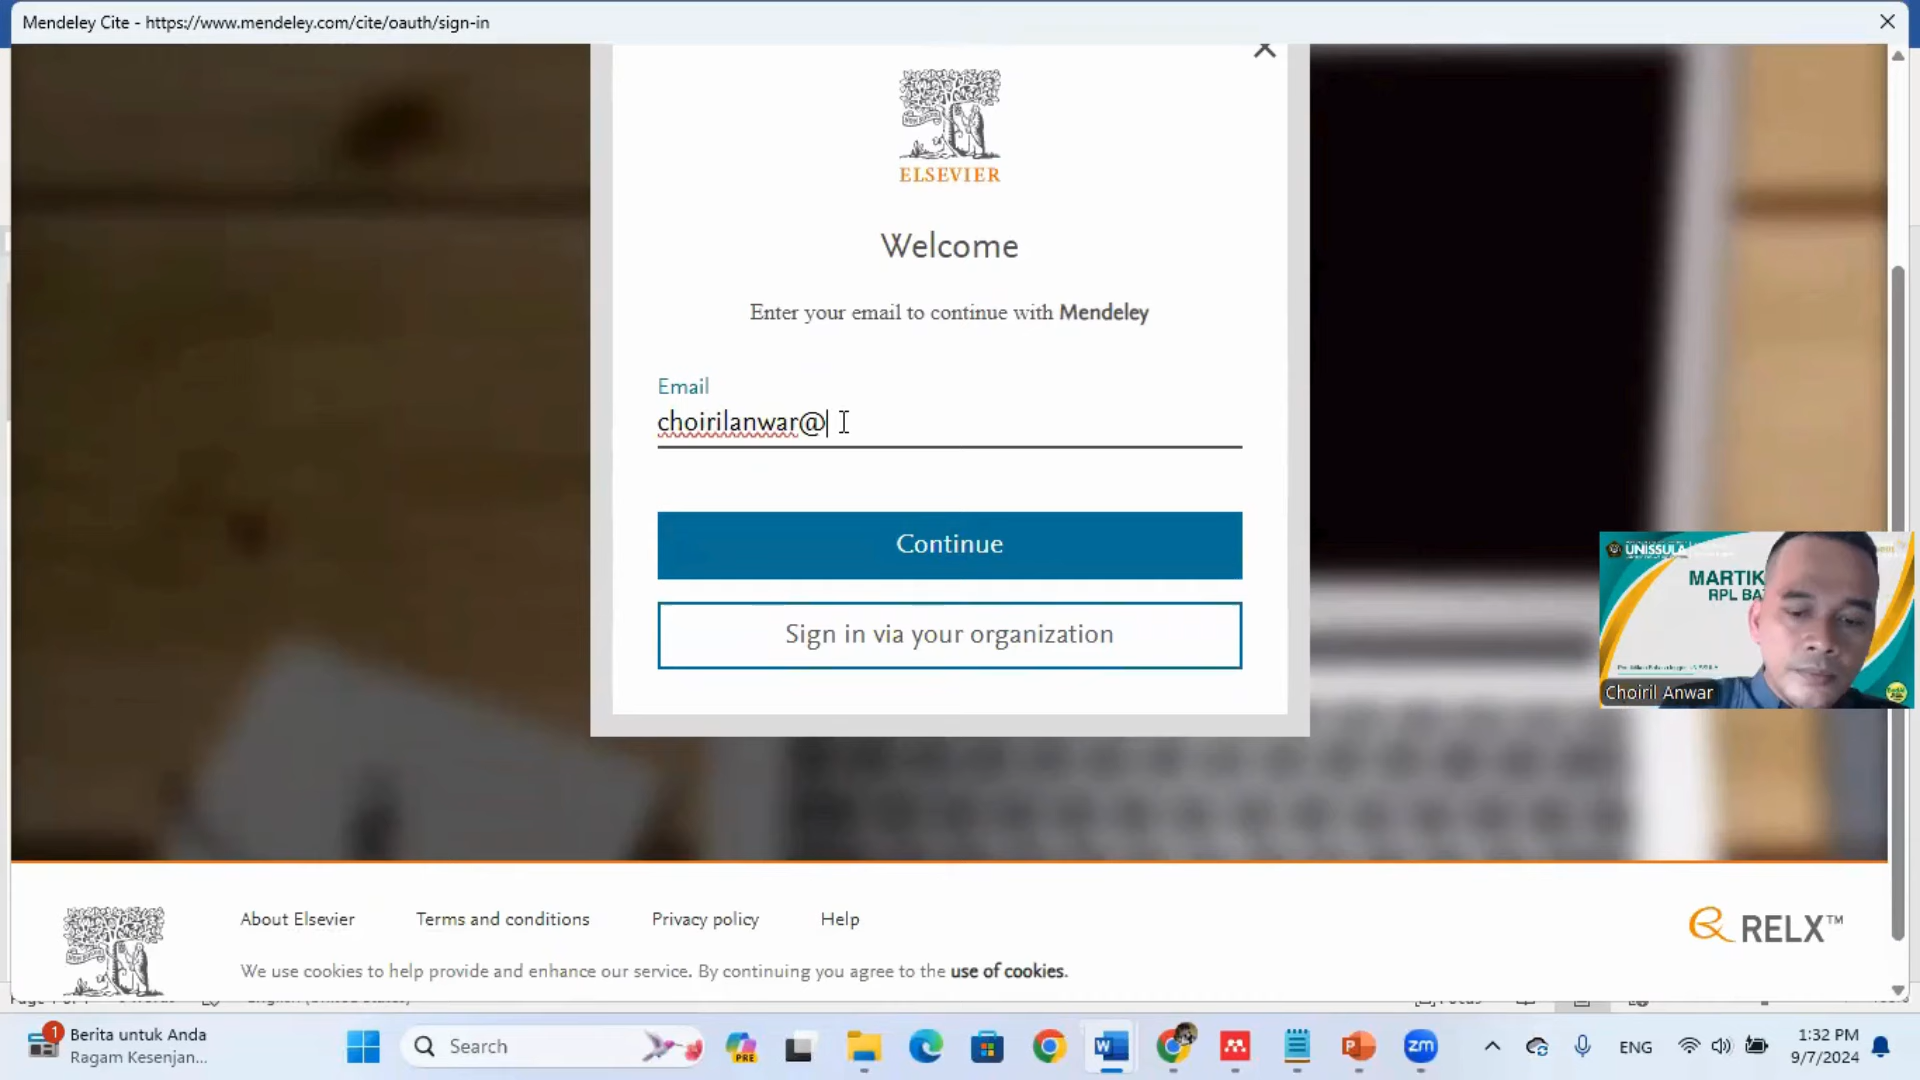 Mendeley Cite - https://www.mendeley.com/cite/oauth/sign-in
ELSEVIER
Welcome
Enter your email to continue with Mendeley
Email
choirilanwar@
Continue
Sign in via your organization
UNISSULA
MARTIK
RPL BA
Choiril Anwar
About Elsevier
Terms and conditions
Privacy policy
Help
RELX™
We use cookies to help provide and enhance our service. By continuing you agree to the use of cookies.
1
Berita untuk Anda
Ragam Kesenjan...
Search
PRE
W
zm
ENG
1:32 PM
9/7/2024